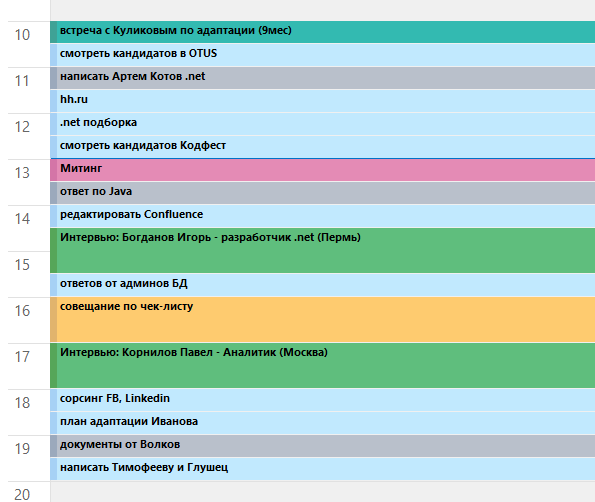 10 встреча с Куликовым по адаптации (9мес)
смотреть кандидатов в OTUS
11 написать Артем Котов .net
hh.ru
12 .net подборка
смотреть кандидатов Кодфест
13 Митинг
ответ по Java
14 редактировать Confluence
Интервью: Богданов Игорь - разработчик .net (Пермь)
15
ответов от админов БД
16 совещание по чек-листу
17 Интервью: Корнилов Павел - Аналитик (Москва)
18 сорсинг FB, Linkedin
план адаптации Иванова
19 документы от Волков
написать Тимофееву и Глушец
20